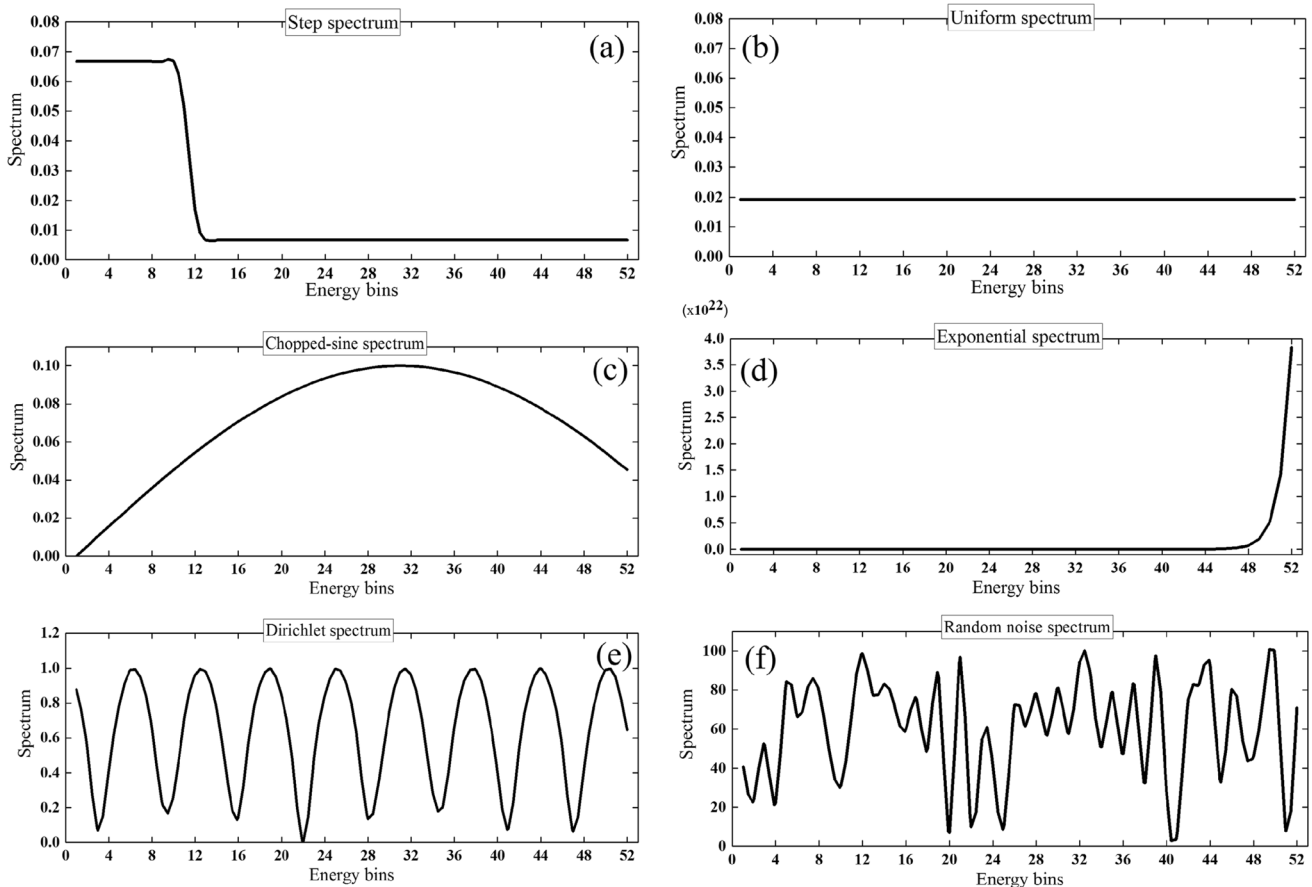 Step spectrum
(a)
0.08
0.07
0.06
0.05
0.04
0.03
0.02
0.01
0.00
Spectrum
0 4 8 12 16 20 24 28 32 36 40 44 48 52
Energy bins
Uniform spectrum
(b)
0.08
0.07
0.06
0.05
0.04
0.03
0.02
0.01
0.00
Spectrum
0 4 8 12 16 20 24 28 32 36 40 44 48 52
Energy bins
Chopped-sine spectrum
(c)
0.10
0.08
0.06
0.04
0.02
0.00
Spectrum
0 4 8 12 16 20 24 28 32 36 40 44 48 52
Energy bins
(x10²²)
Exponential spectrum
(d)
4.0
3.5
3.0
2.5
2.0
1.5
1.0
0.5
0.0
Spectrum
0 4 8 12 16 20 24 28 32 36 40 44 48 52
Energy bins
Dirichlet spectrum
(e)
1.2
1.0
0.8
0.6
0.4
0.2
0.0
Spectrum
0 4 8 12 16 20 24 28 32 36 40 44 48 52
Energy bins
Random noise spectrum
(f)
100
80
60
40
20
0
Spectrum
0 4 8 12 16 20 24 28 32 36 40 44 48 52
Energy bins